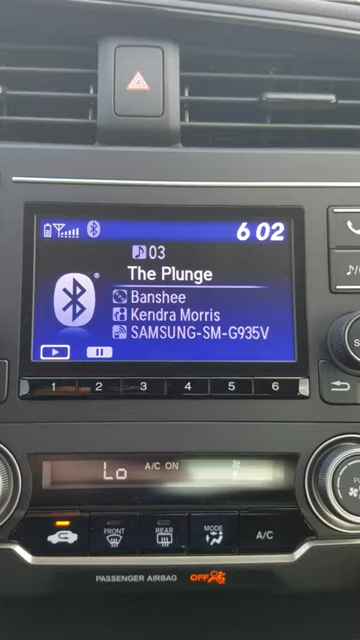 6 02
03
The Plunge
Banshee
Kendra Morris
SAMSUNG-SM-G935V
1 2 3 4 5 6
Lo A/C ON
FRONT REAR MODE A/C
PASSENGER AIRBAG OFF